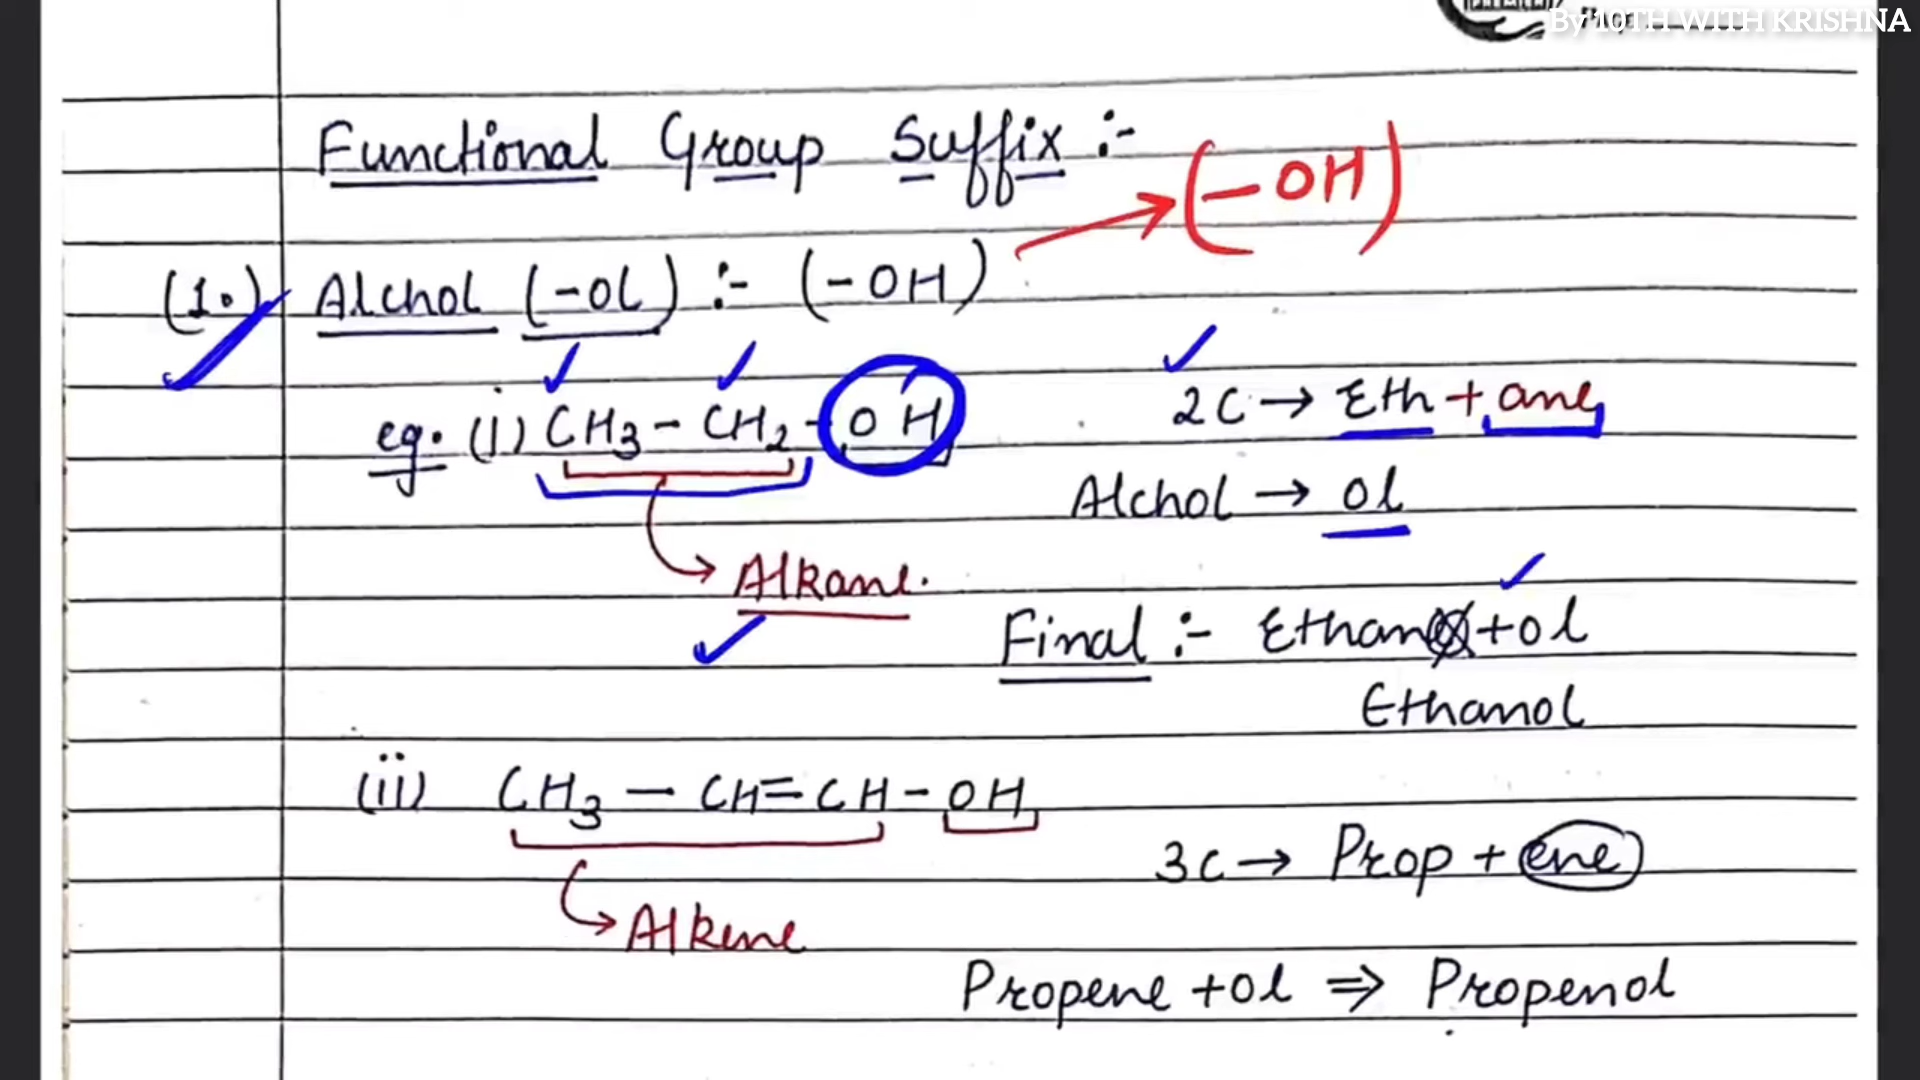 By 10TH WITH KRISHNA
Functional Group Suffix :-
(-OH)
(1.) Alchol (-Ol) :- (-OH)
eg. (i) CH3 - CH2 - OH
2C → Eth + ane
Alchol → Ol
Alkane.
Final :- Ethane + ol
Ethanol
(ii) CH3 - CH = CH - OH
3C → Prop + ene
Alkene
Propene + Ol ⇒ Propenol